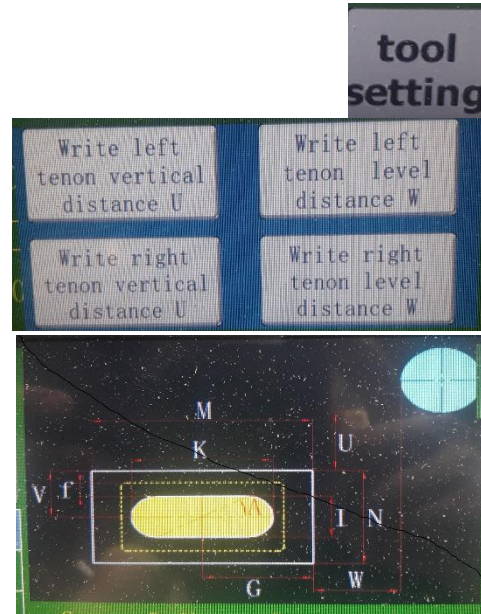 tool
setting
Write left
tenon vertical
distance U
Write left
tenon level
distance W
Write right
tenon vertical
distance U
Write right
tenon level
distance W
M
K
U
V f
I N
G
W